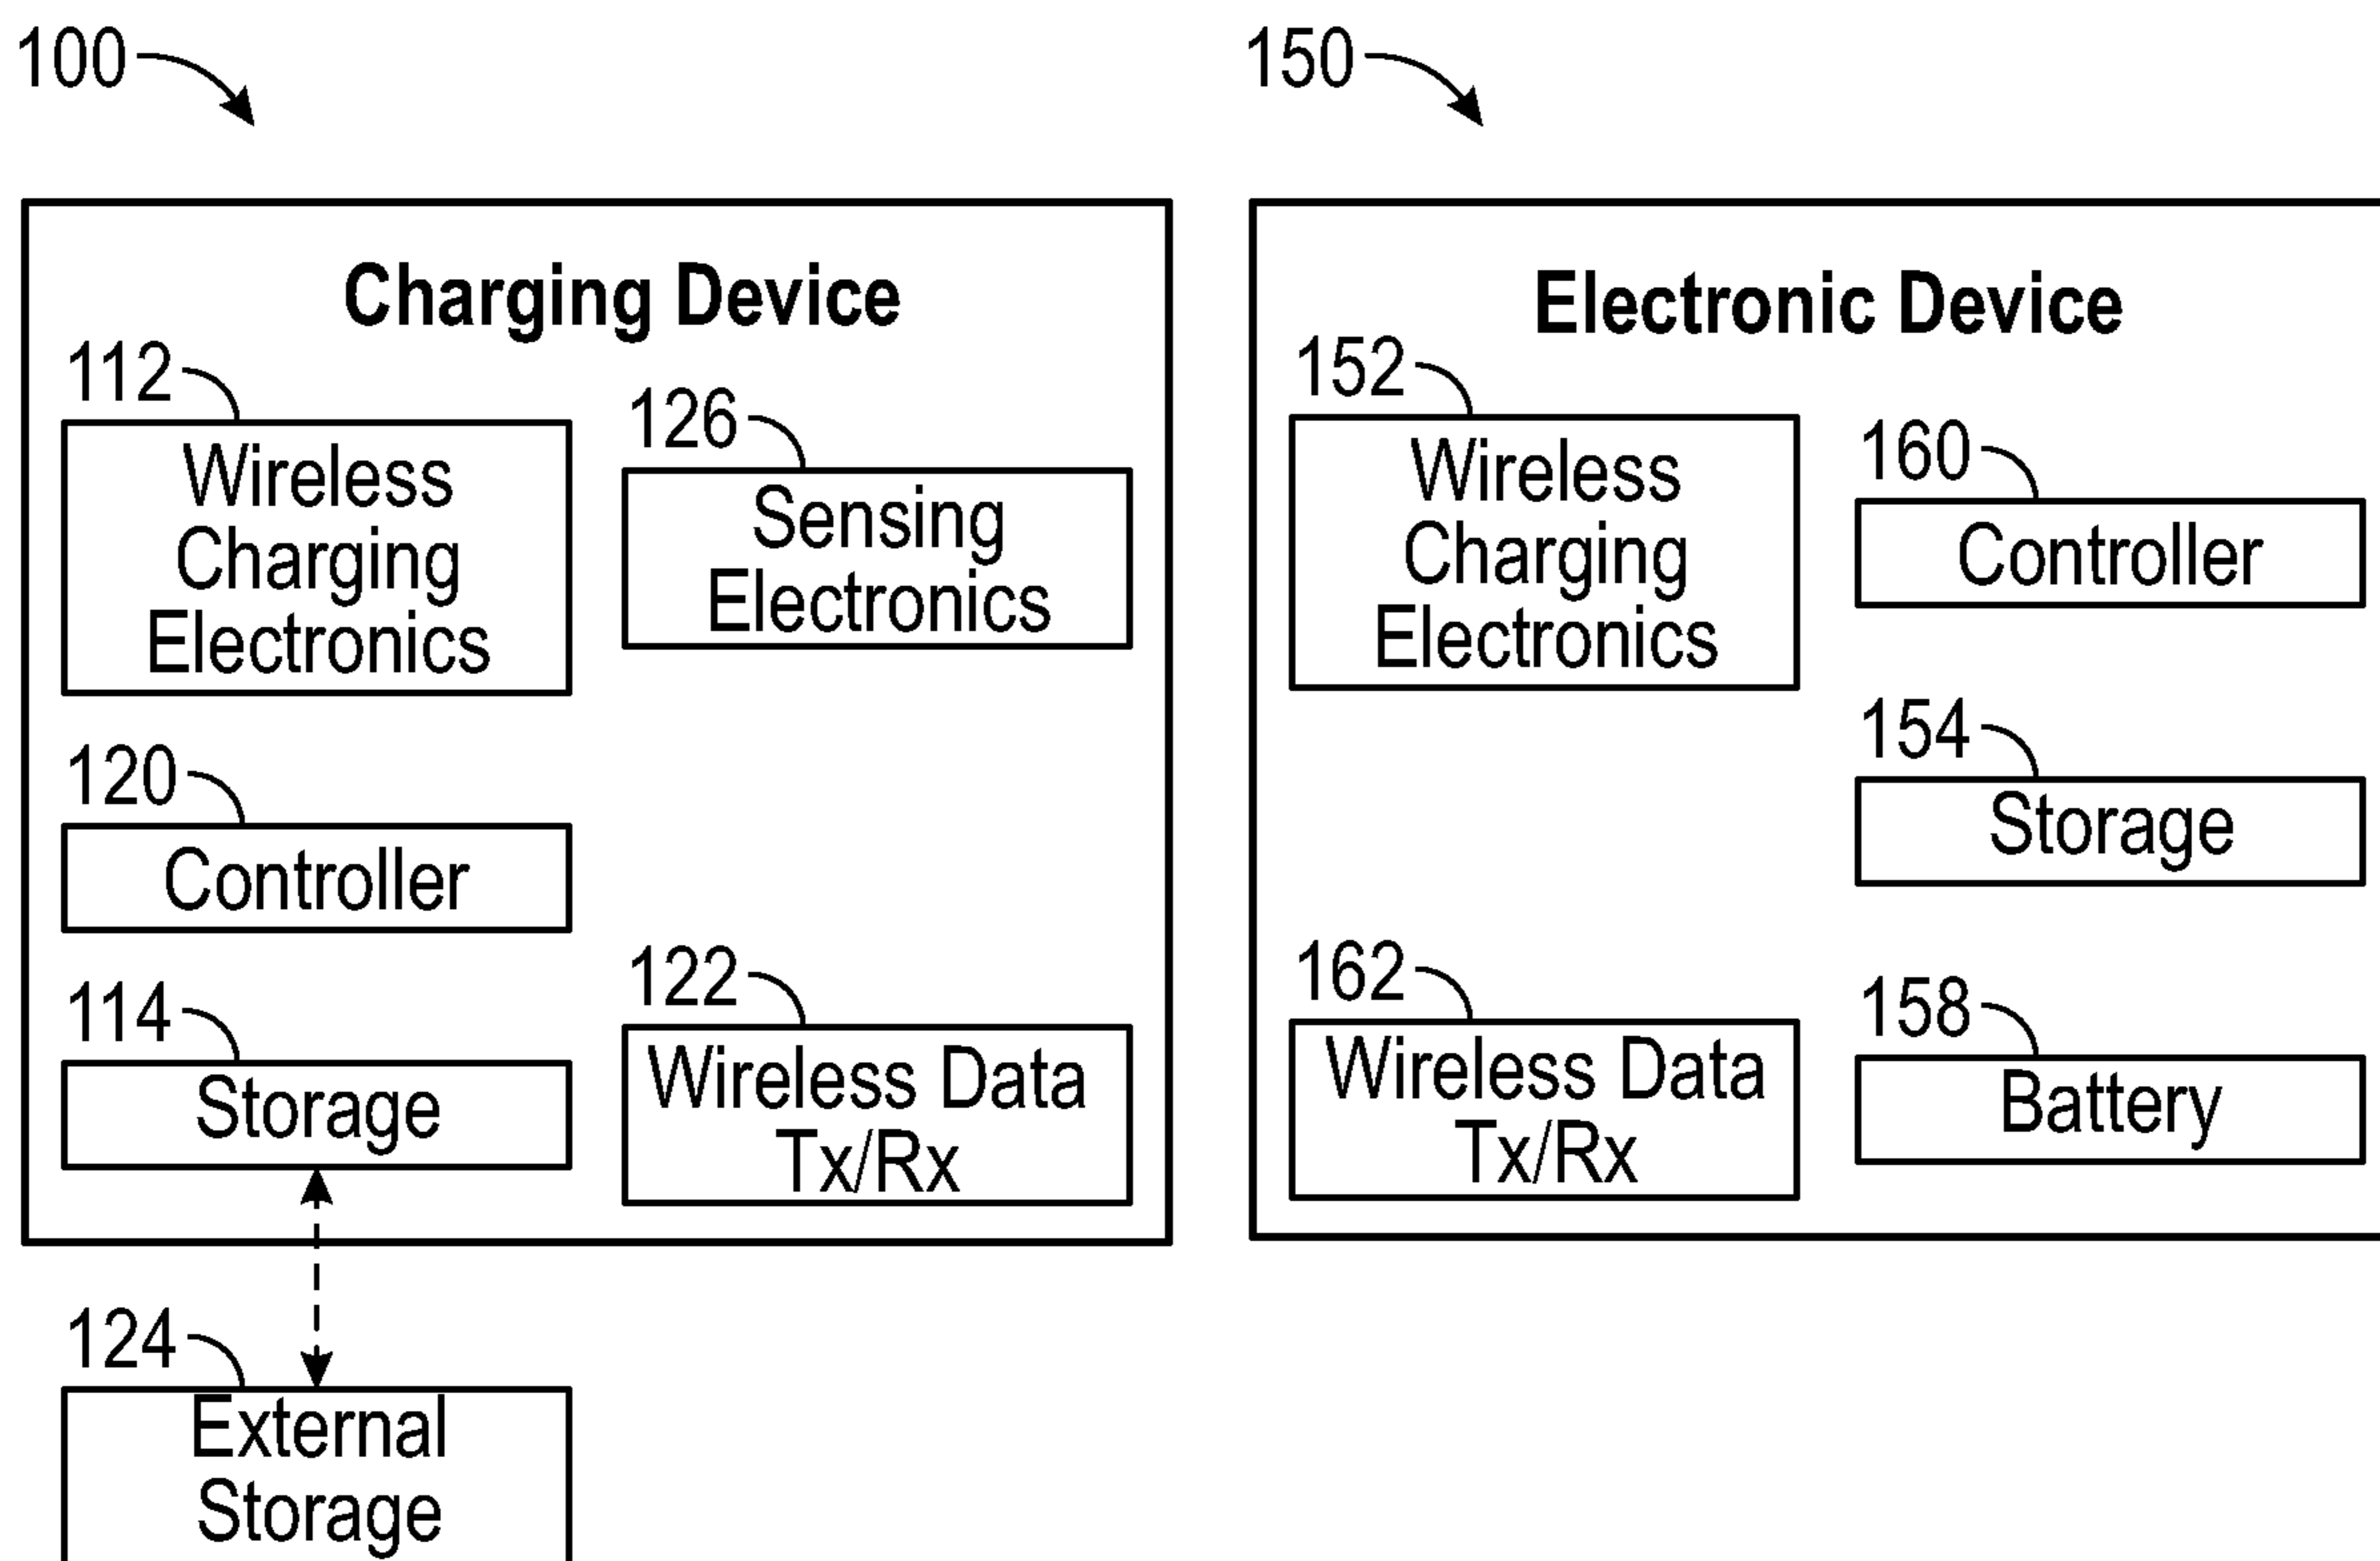 100
150
Charging Device
112
Wireless
Charging
Electronics
126
Sensing
Electronics
120
Controller
114
Storage
122
Wireless Data
Tx/Rx
124
External
Storage
Electronic Device
152
Wireless
Charging
Electronics
160
Controller
154
Storage
162
Wireless Data
Tx/Rx
158
Battery